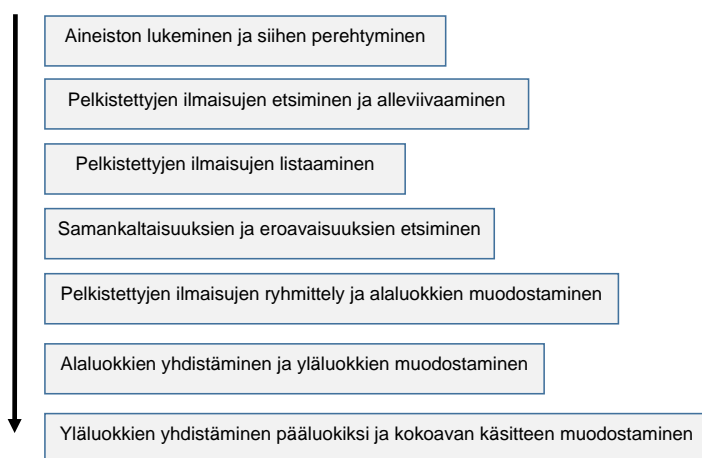 Aineiston lukeminen ja siihen perehtyminen
Pelkistettyjen ilmaisujen etsiminen ja alleviivaaminen
Pelkistettyjen ilmaisujen listaaminen
Samankaltaisuuksien ja eroavaisuuksien etsiminen
Pelkistettyjen ilmaisujen ryhmittely ja alaluokkien muodostaminen
Alaluokkien yhdistäminen ja yläluokkien muodostaminen
Yläluokkien yhdistäminen pääluokiksi ja kokoavan käsitteen muodostaminen